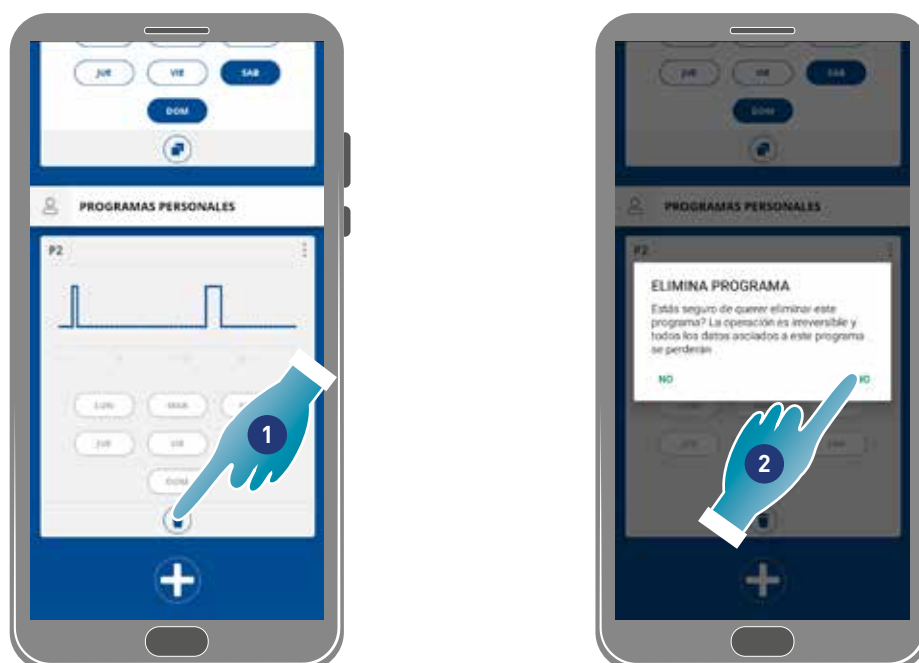 JUE VIE SAB
DOM
PROGRAMAS PERSONALES
P2
LUN MAR
JUE VIE
DOM
1
JUE VIE SAB
DOM
PROGRAMAS PERSONALES
P2
ELIMINA PROGRAMA
Estás seguro de querer eliminar este
programa? La operación es irreversible y
todos los datos asociados a este programa
se perderán
NO
2